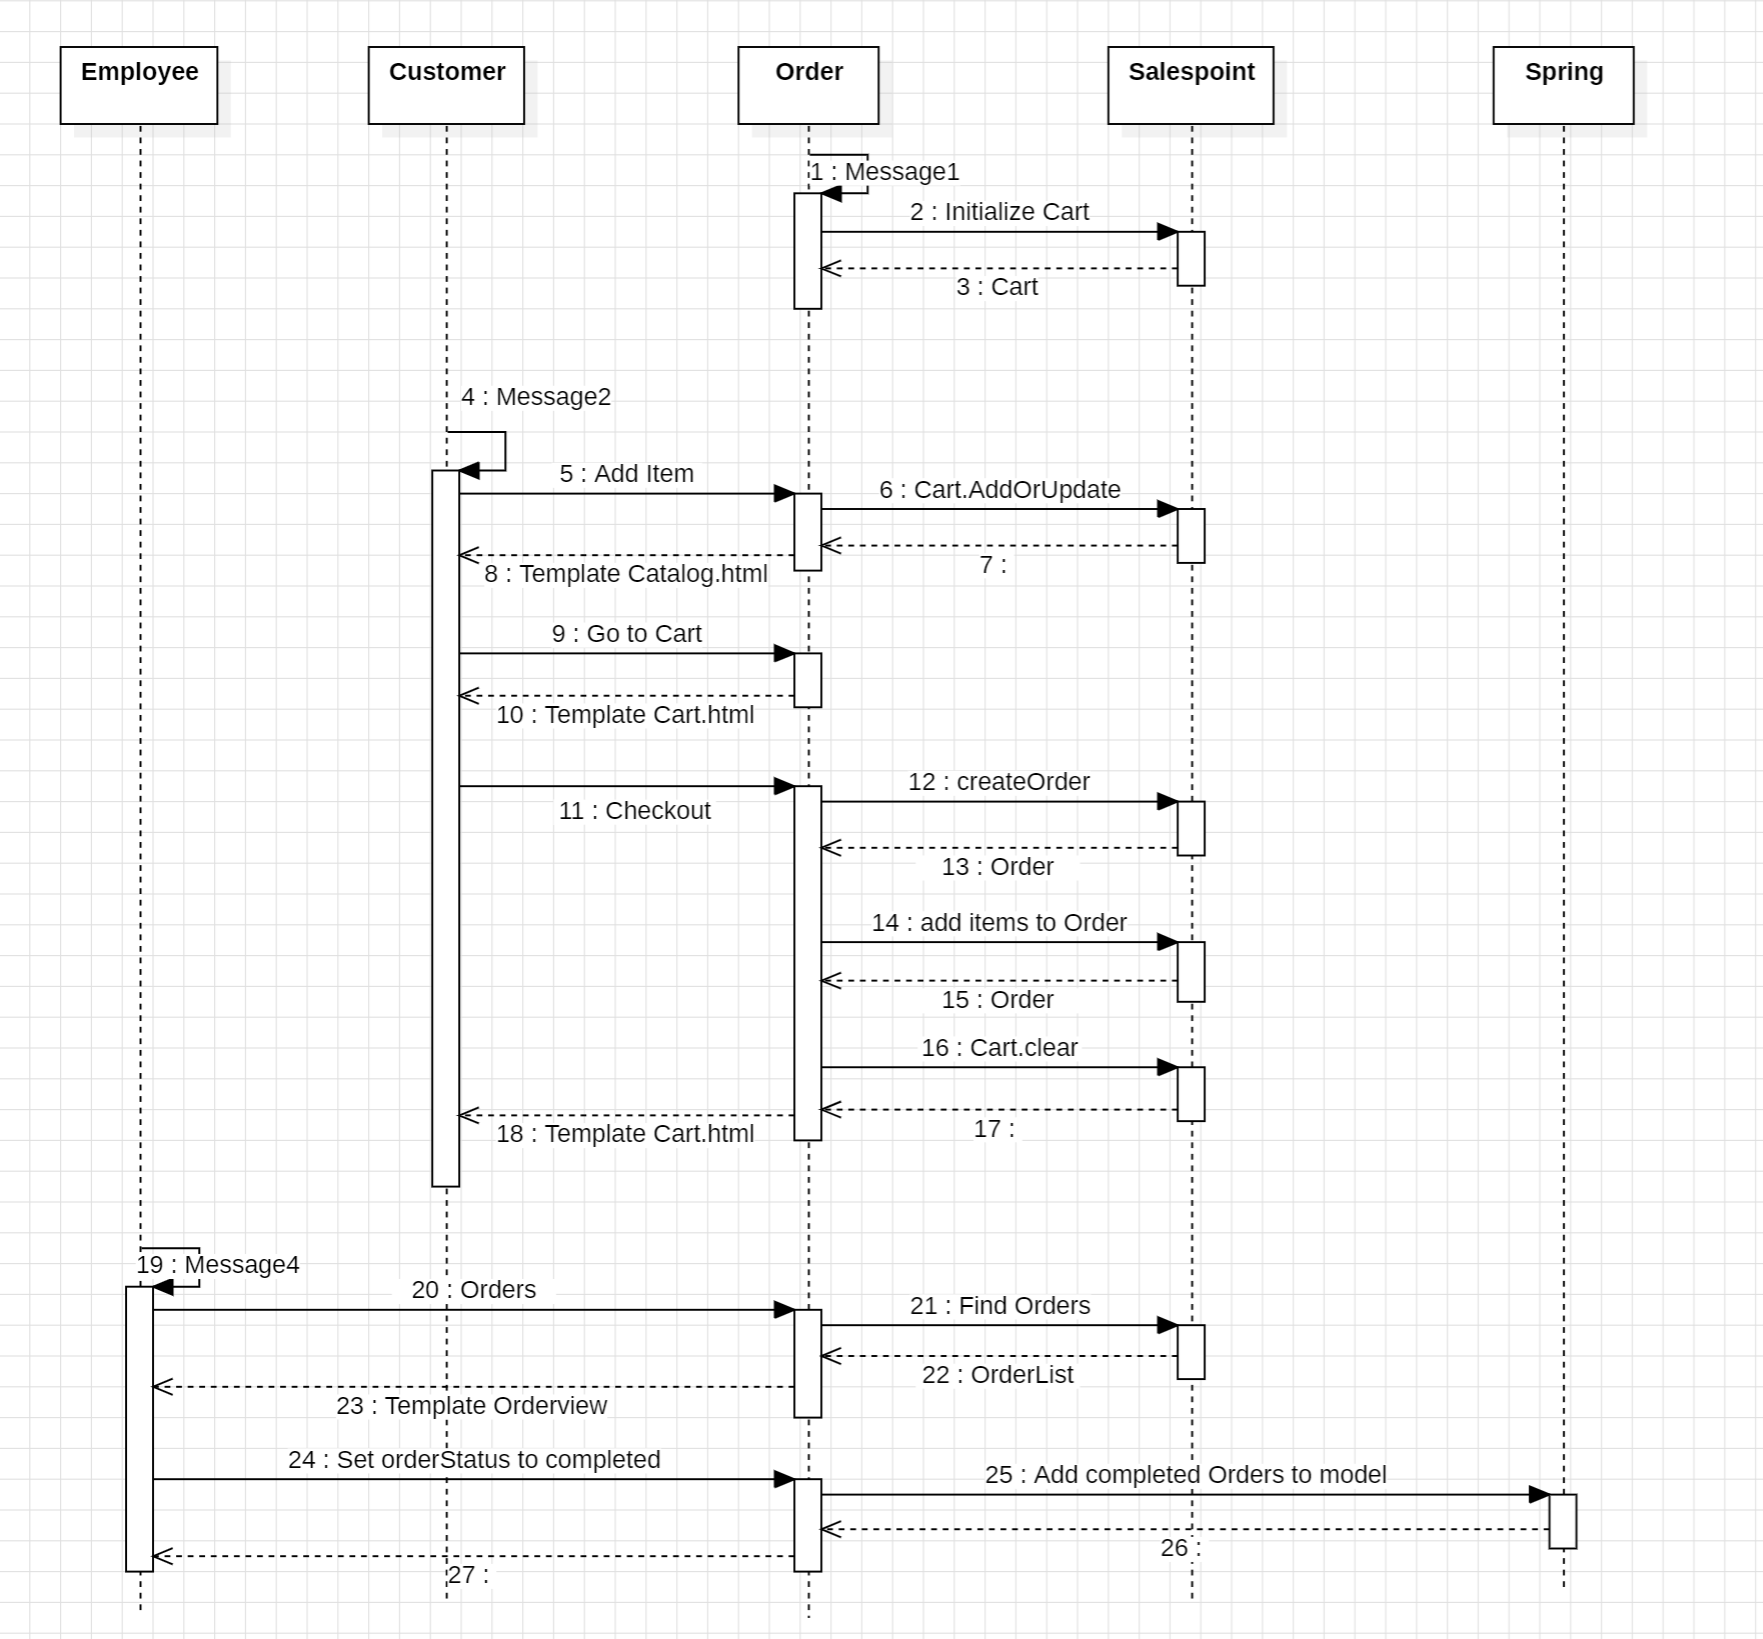 Employee
Customer
Order
Salespoint
Spring
1 : Message1
2 : Initialize Cart
3 : Cart
4 : Message2
5 : Add Item
6 : Cart.AddOrUpdate
7 :
8 : Template Catalog.html
9 : Go to Cart
10 : Template Cart.html
11 : Checkout
12 : createOrder
13 : Order
14 : add items to Order
15 : Order
16 : Cart.clear
17 :
18 : Template Cart.html
19 : Message4
20 : Orders
21 : Find Orders
22 : OrderList
23 : Template Orderview
24 : Set orderStatus to completed
25 : Add completed Orders to model
26 :
27 :